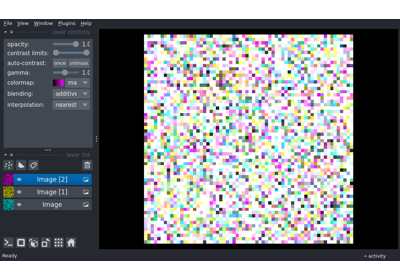 File View Window Plugins Help
layer controls
opacity: 1.0
contrast limits:
auto-contrast: once
gamma: 1.0
colormap: ma
blending: additive
interpolation: nearest
layer list
Image [2]
Image [1]
Image
Ready activity